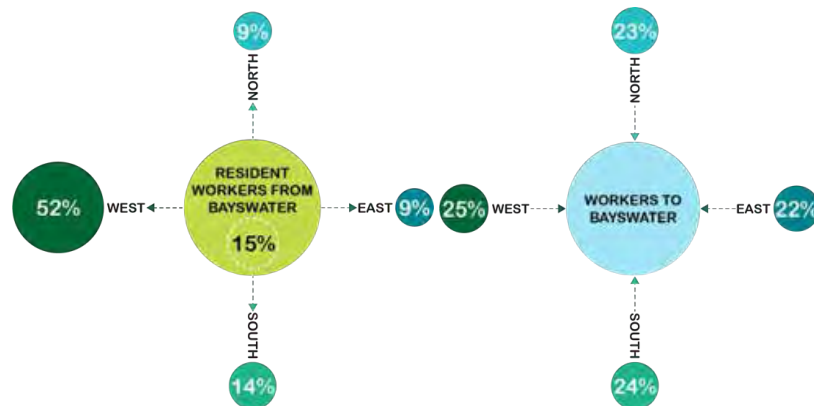 9%
NORTH
RESIDENT
WORKERS FROM
BAYSWATER
15%
52%
WEST
EAST
9%
SOUTH
14%
23%
NORTH
25%
WEST
WORKERS TO
BAYSWATER
EAST
22%
SOUTH
24%